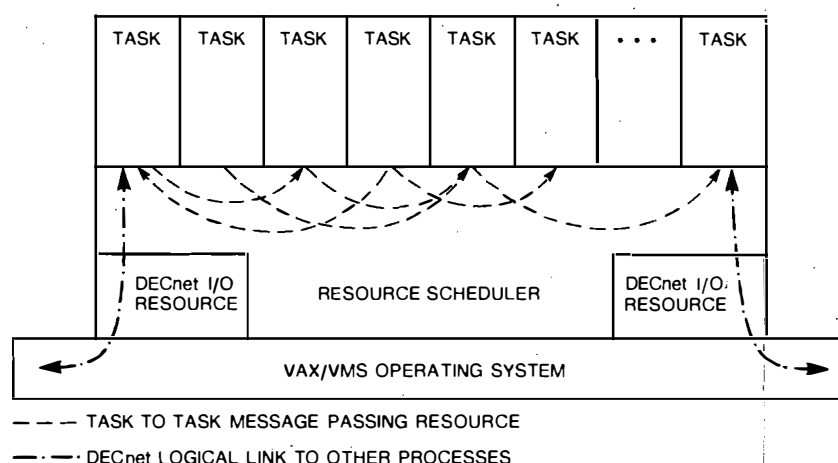 TASK TASK TASK TASK TASK TASK • • • TASK
DECnet I/O
RESOURCE
RESOURCE SCHEDULER
DECnet I/O
RESOURCE
VAX/VMS OPERATING SYSTEM
TASK TO TASK MESSAGE PASSING RESOURCE
DECnet LOGICAL LINK TO OTHER PROCESSES